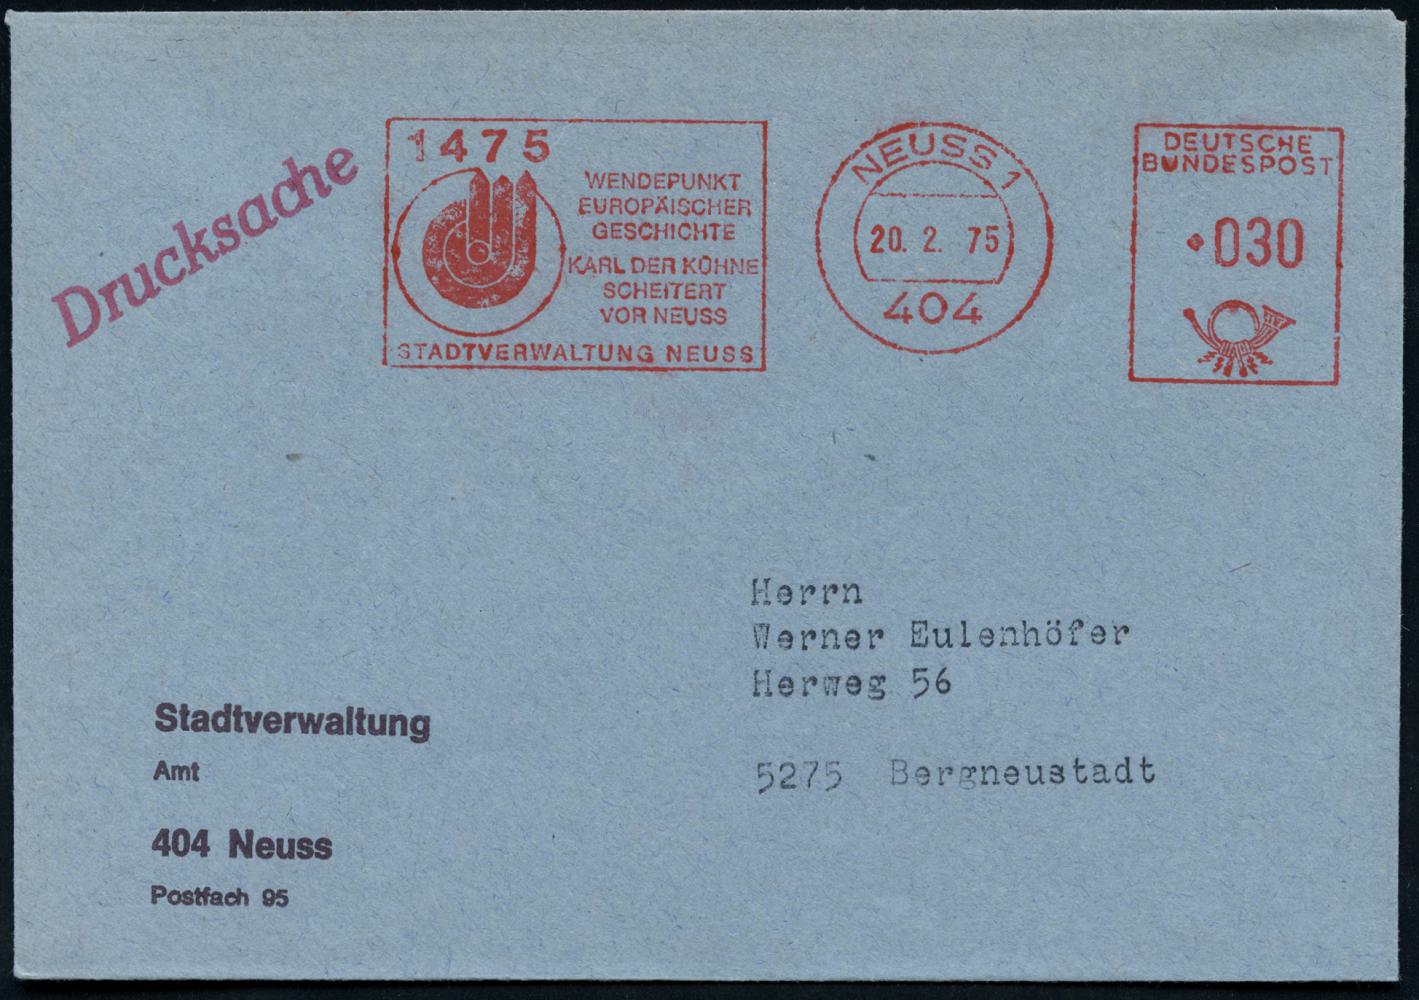 Drucksache
1475
WENDEPUNKT
EUROPÄISCHER
GESCHICHTE
KARL DER KÜHNE
SCHEITERT
VOR NEUSS
STADTVERWALTUNG NEUSS
NEUSS 1
20. 2. 75
404
DEUTSCHE
BUNDESPOST
030
Herrn
Werner Eulenhöfer
Herweg 56
5275 Bergneustadt
Stadtverwaltung
Amt
404 Neuss
Postfach 95